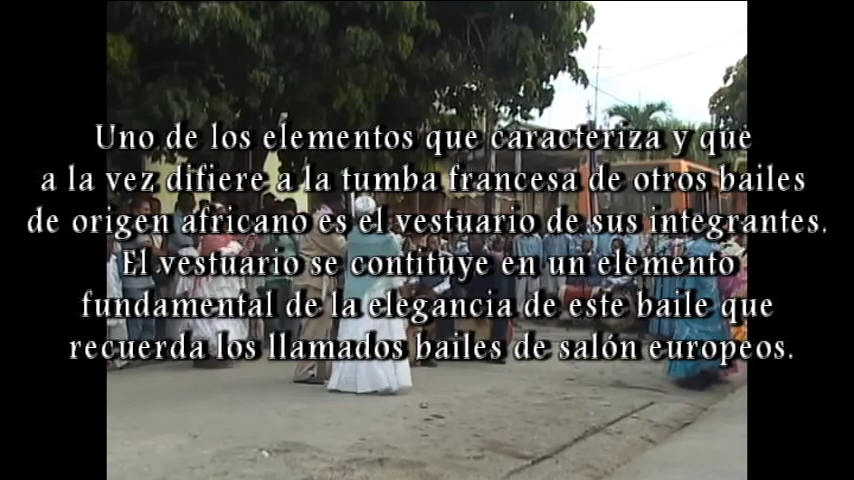 Uno de los elementos que caracteriza y que
a la vez difiere a la tumba francesa de otros bailes
de origen africano es el vestuario de sus integrantes.
El vestuario se contituye en un elemento
fundamental de la elegancia de este baile que
recuerda los llamados bailes de salón europeos.